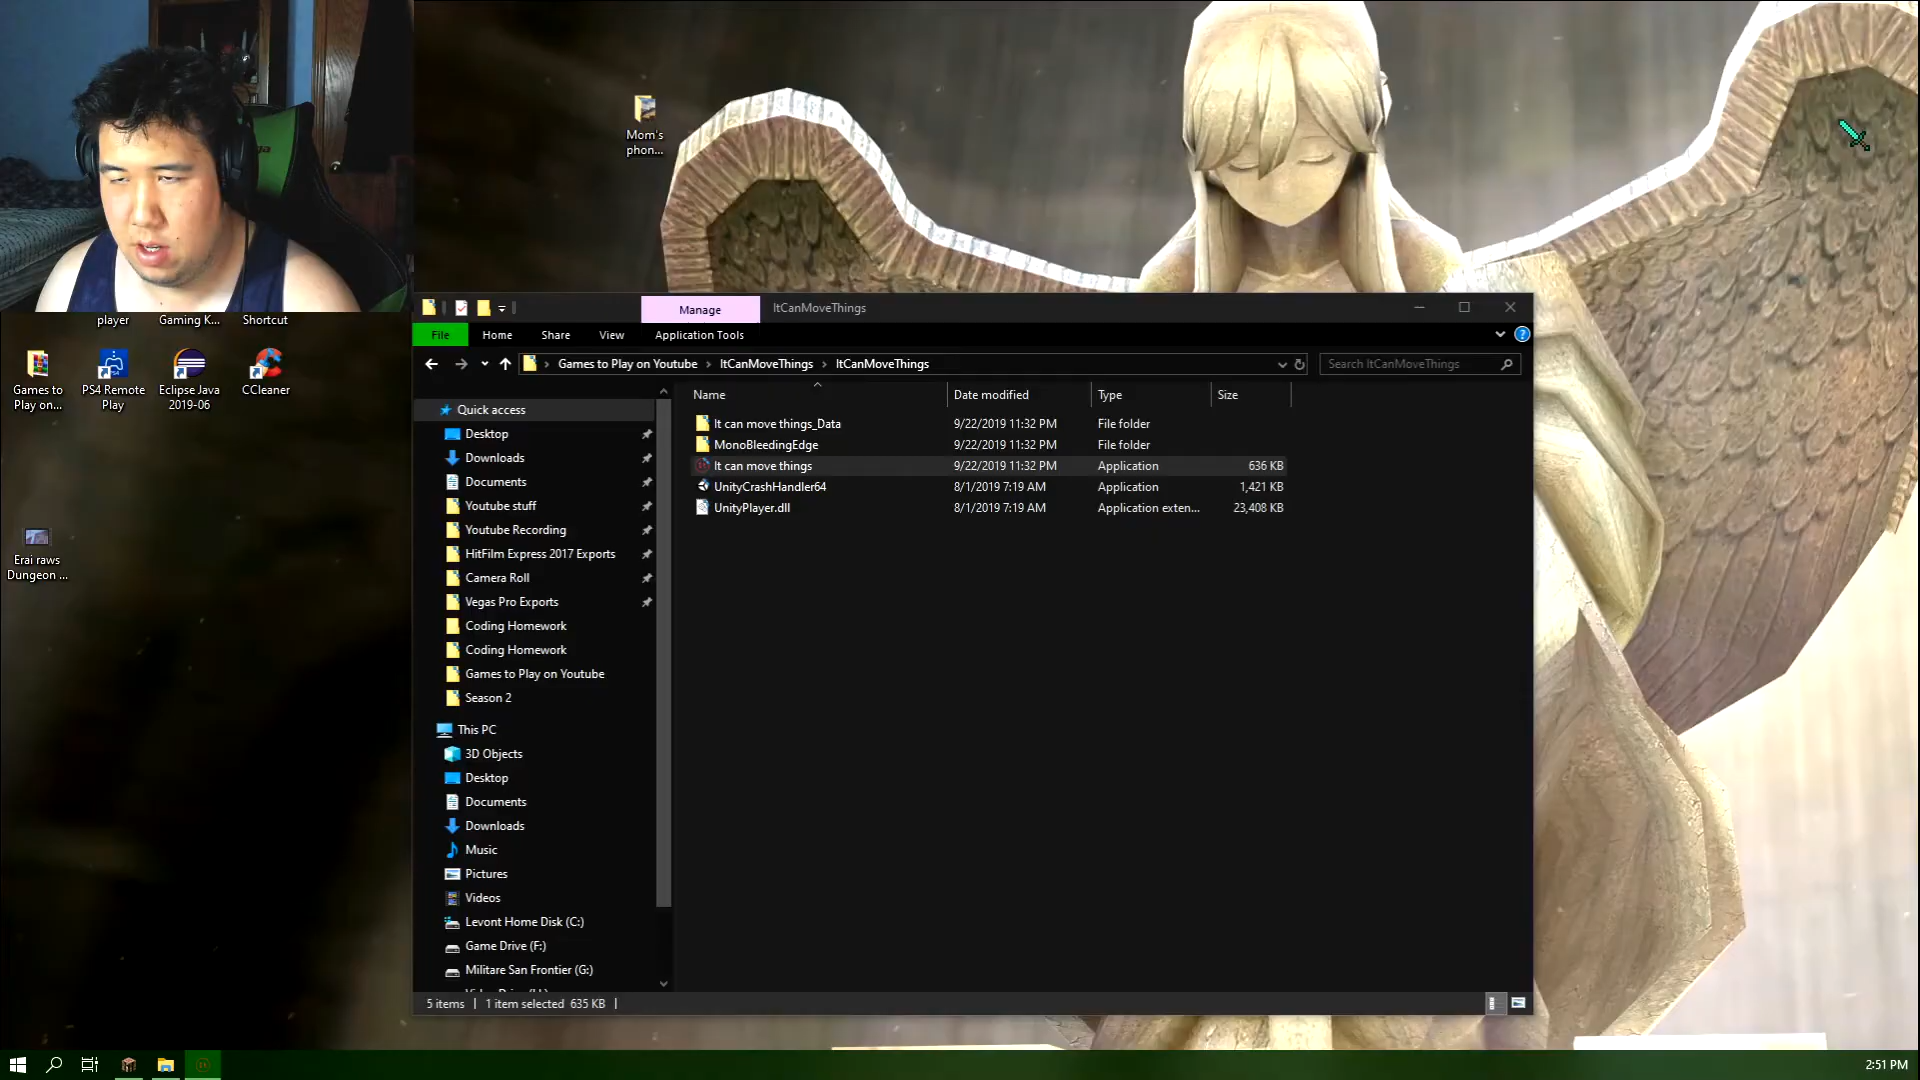 Mom's
phon...
player
Gaming K...
Shortcut
Games to
Play on...
PS4 Remote
Play
Eclipse Java
2019-06
CCleaner
Erai raws
Dungeon ...
Manage
ItCanMoveThings
File
Home
Share
View
Application Tools
Games to Play on Youtube
ItCanMoveThings
ItCanMoveThings
Search ItCanMoveThings
Quick access
Desktop
Downloads
Documents
Youtube stuff
Youtube Recording
HitFilm Express 2017 Exports
Camera Roll
Vegas Pro Exports
Coding Homework
Coding Homework
Games to Play on Youtube
Season 2
This PC
3D Objects
Desktop
Documents
Downloads
Music
Pictures
Videos
Levont Home Disk (C:)
Game Drive (F:)
Militare San Frontier (G:)
Name Date modified Type Size
It can move things_Data 9/22/2019 11:32 PM File folder
MonoBleedingEdge 9/22/2019 11:32 PM File folder
It can move things 9/22/2019 11:32 PM Application 636 KB
UnityCrashHandler64 8/1/2019 7:19 AM Application 1,421 KB
UnityPlayer.dll 8/1/2019 7:19 AM Application exten... 23,408 KB
5 items 1 item selected 635 KB
2:51 PM